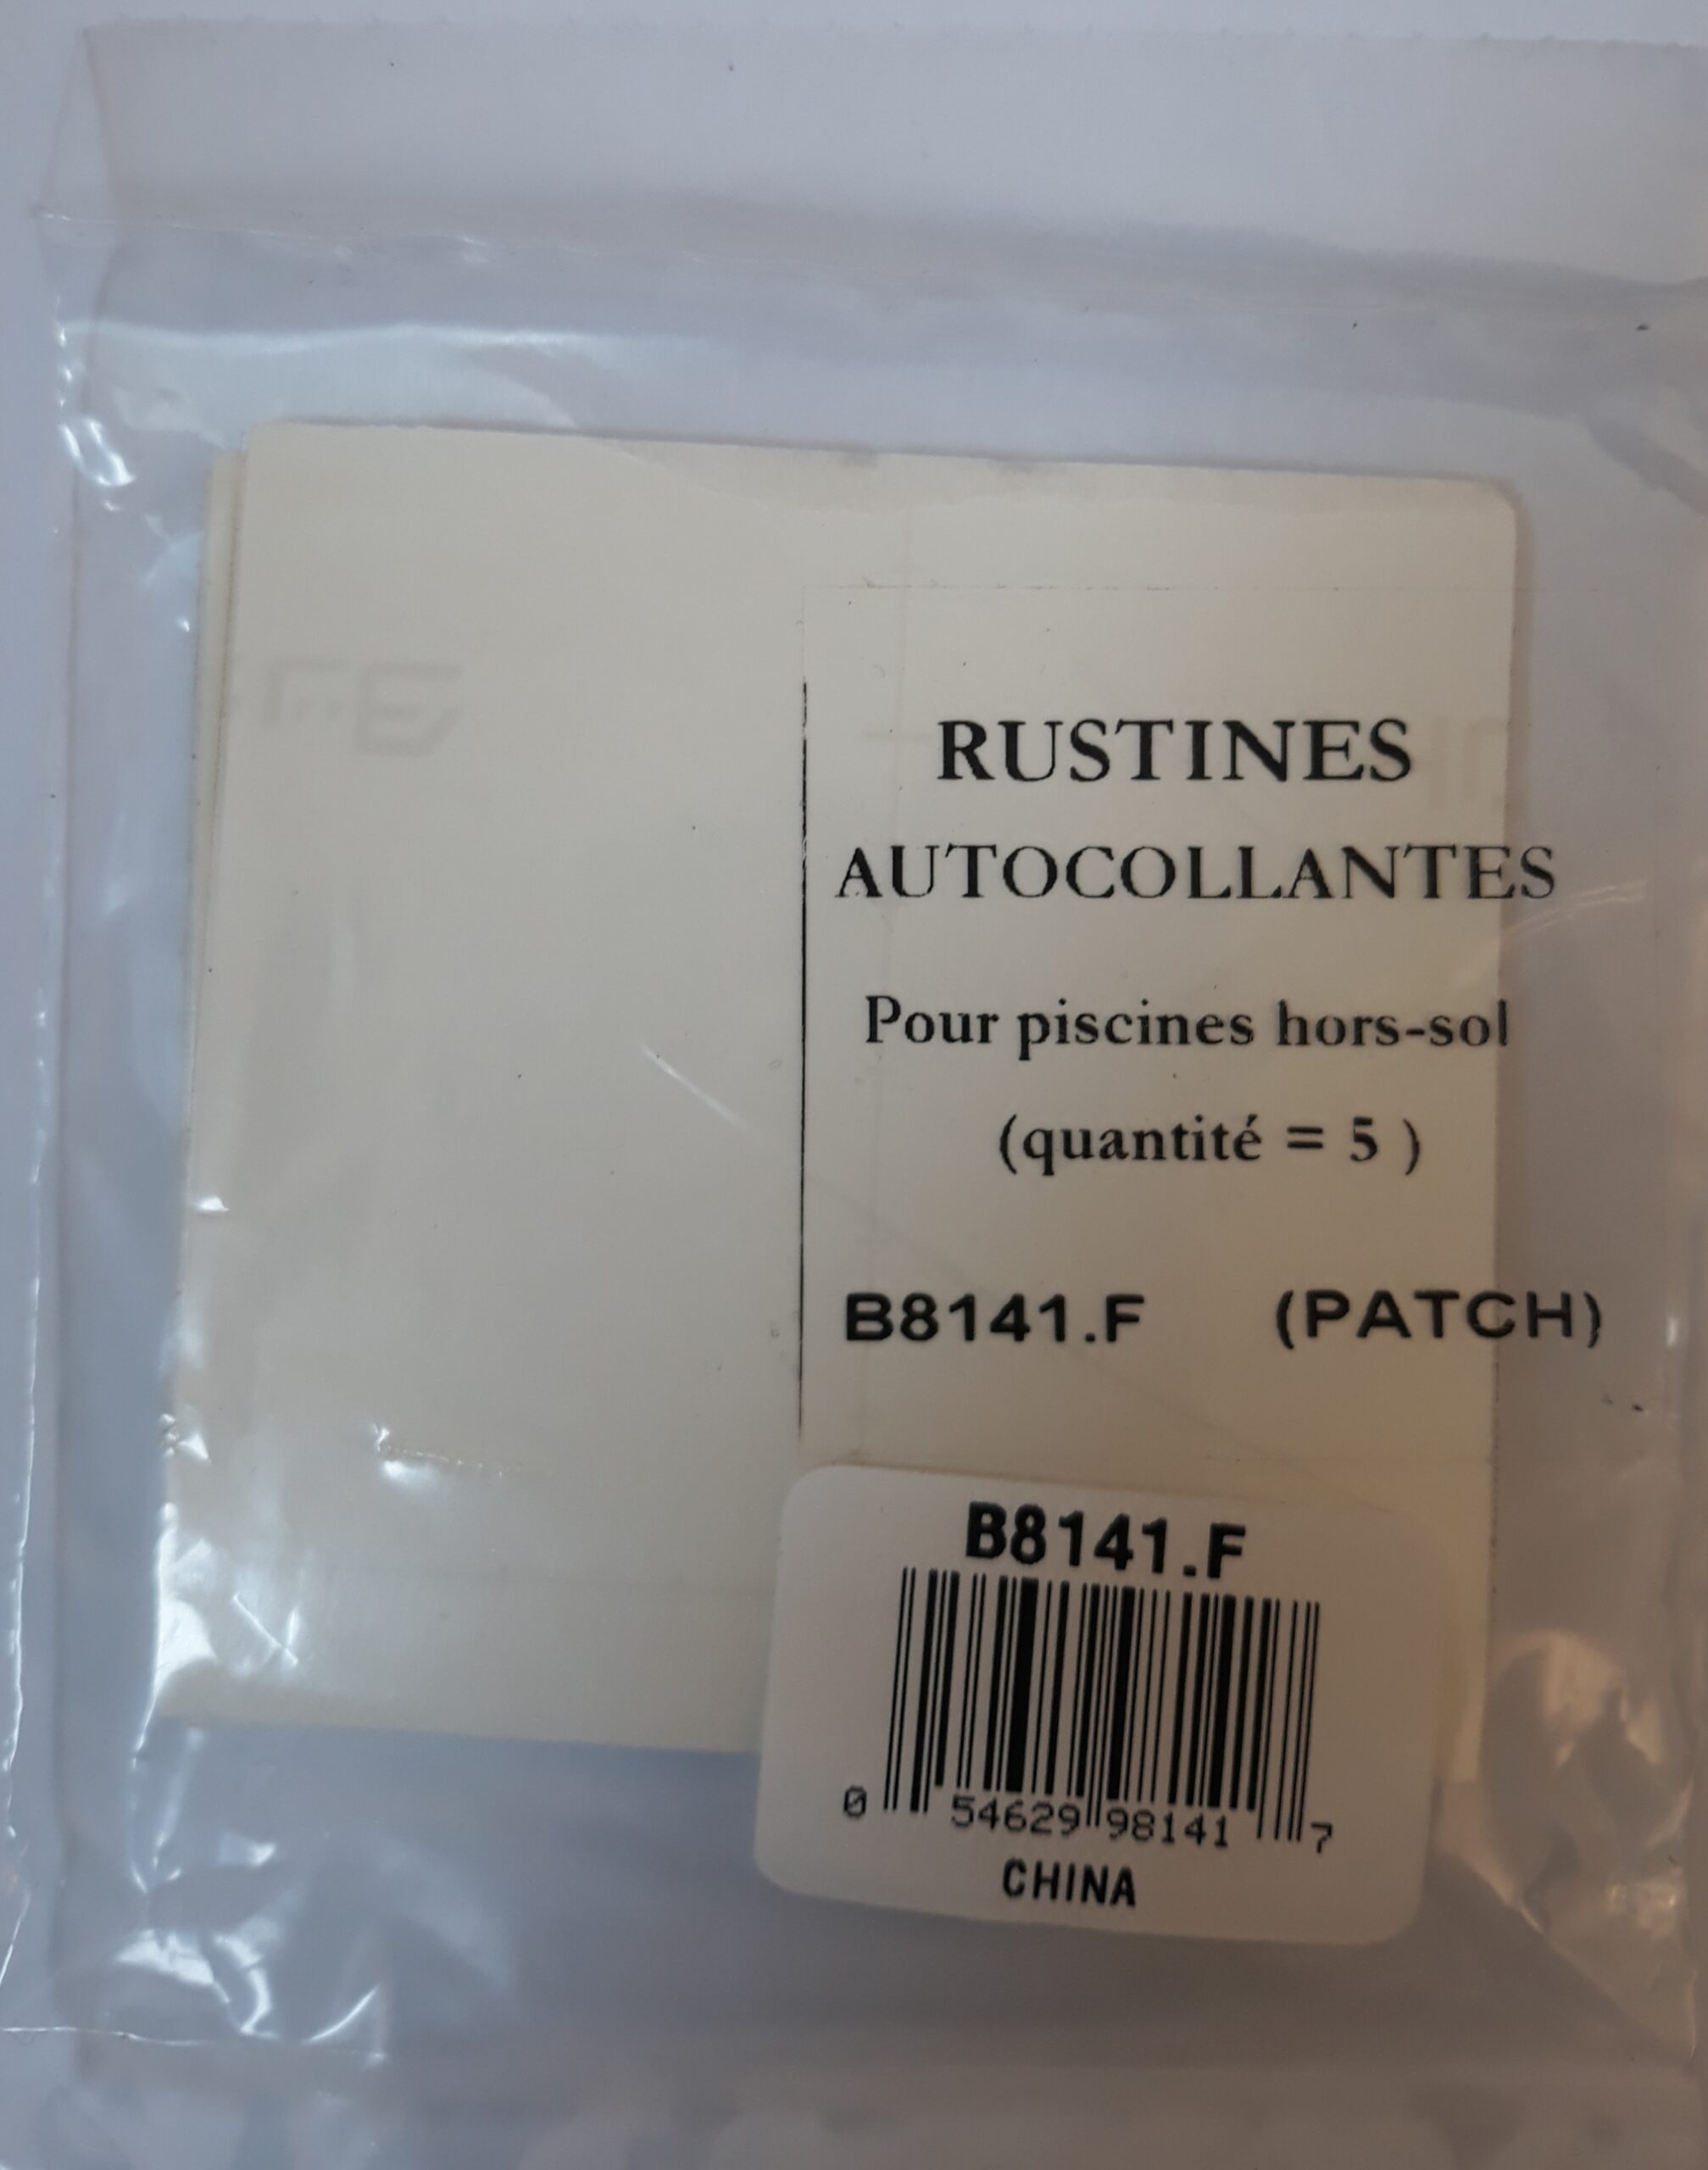 RUSTINES
AUTOCOLLANTES
Pour piscines hors-sol
(quantité = 5 )
B8141.F (PATCH)
B8141.F
0 54629 98141 7
CHINA